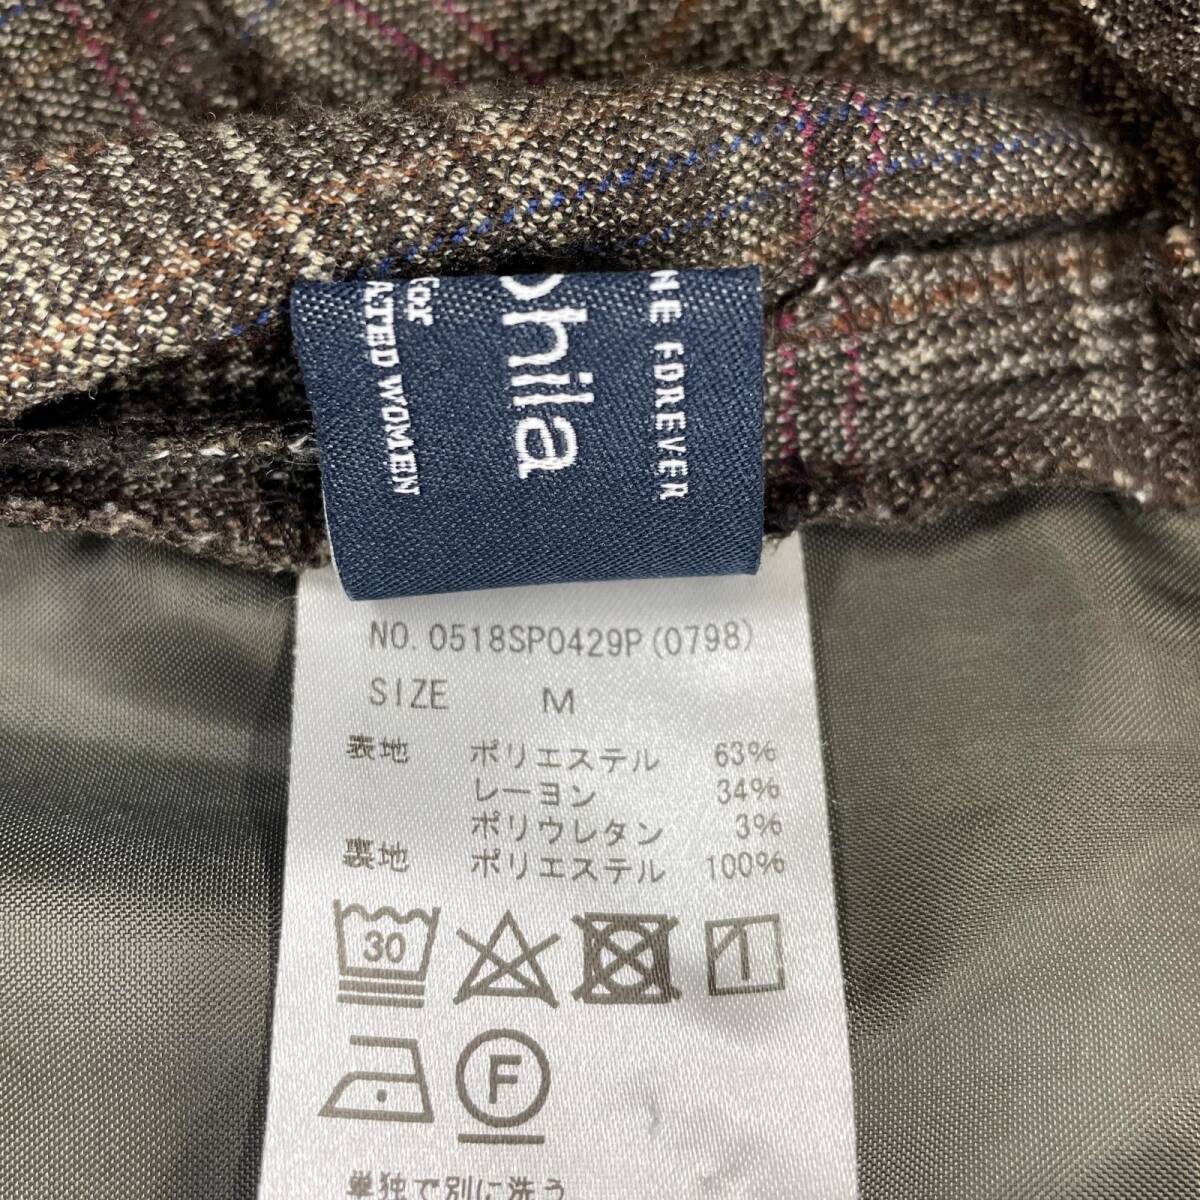 NE FOREVER
phila
for
ATED WOMEN
NO. 0518SP0429P(0798)
SIZE M
表地 ポリエステル 63%
レーヨン 34%
ポリウレタン 3%
裏地 ポリエステル 100%
30
F
単独で別に洗う